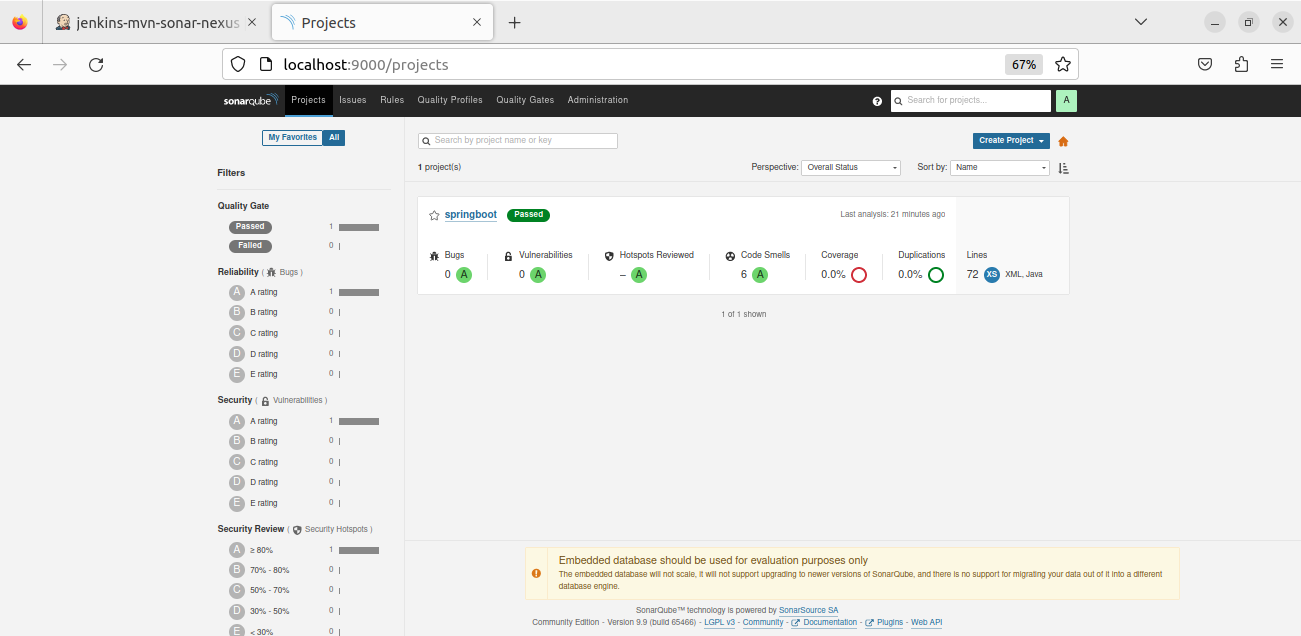 jenkins-mvn-sonar-nexus
Projects
localhost:9000/projects
67%
sonarqube
Projects Issues Rules Quality Profiles Quality Gates Administration
Search for projects...
A
My Favorites All
Search by project name or key
Create Project
1 project(s)
Perspective: Overall Status
Sort by: Name
Filters
Quality Gate
Passed 1
Failed 0
Reliability ( Bugs )
A A rating 1
B B rating 0
C C rating 0
D D rating 0
E E rating 0
Security ( Vulnerabilities )
A A rating 1
B B rating 0
C C rating 0
D D rating 0
E E rating 0
Security Review ( Security Hotspots )
A ≥ 80% 1
B 70% - 80% 0
C 50% - 70% 0
D 30% - 50% 0
E < 30% 0
springboot Passed
Last analysis: 21 minutes ago
Bugs Vulnerabilities Hotspots Reviewed Code Smells Coverage Duplications Lines
0 A 0 A – A 6 A 0.0% 0.0% 72 XS XML, Java
1 of 1 shown
Embedded database should be used for evaluation purposes only
The embedded database will not scale, it will not support upgrading to newer versions of SonarQube, and there is no support for migrating your data out of it into a different
database engine.
SonarQube™ technology is powered by SonarSource SA
Community Edition - Version 9.9 (build 65466) - LGPL v3 - Community - Documentation - Plugins - Web API